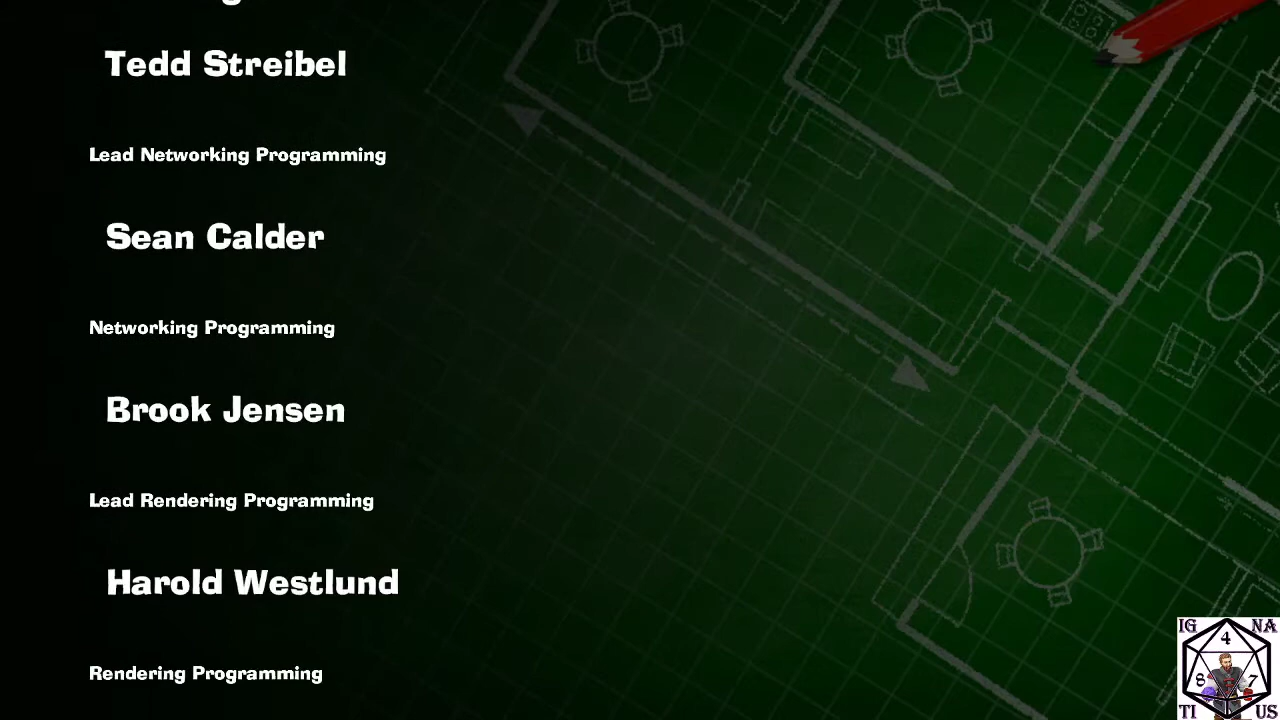 Tedd Streibel
Lead Networking Programming
Sean Calder
Networking Programming
Brook Jensen
Lead Rendering Programming
Harold Westlund
Rendering Programming
IG NA
4
8 7
TI US